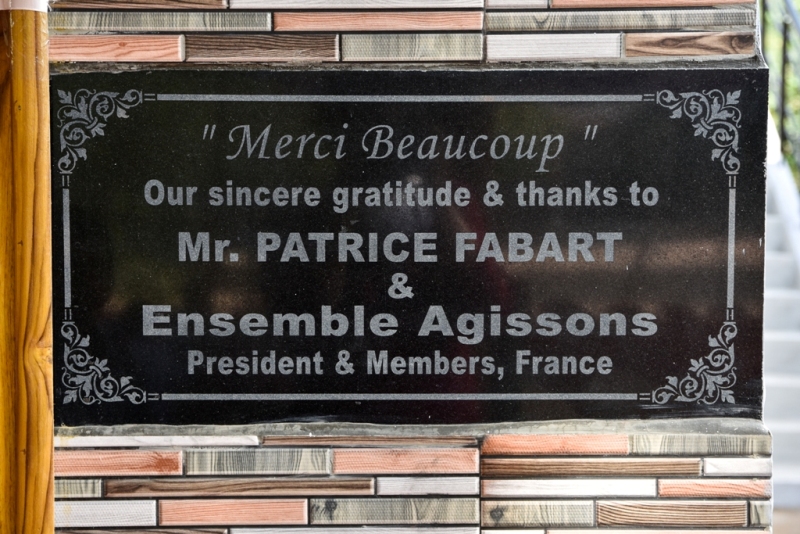 " Merci Beaucoup "
Our sincere gratitude & thanks to
Mr. PATRICE FABART
&
Ensemble Agissons
President & Members, France